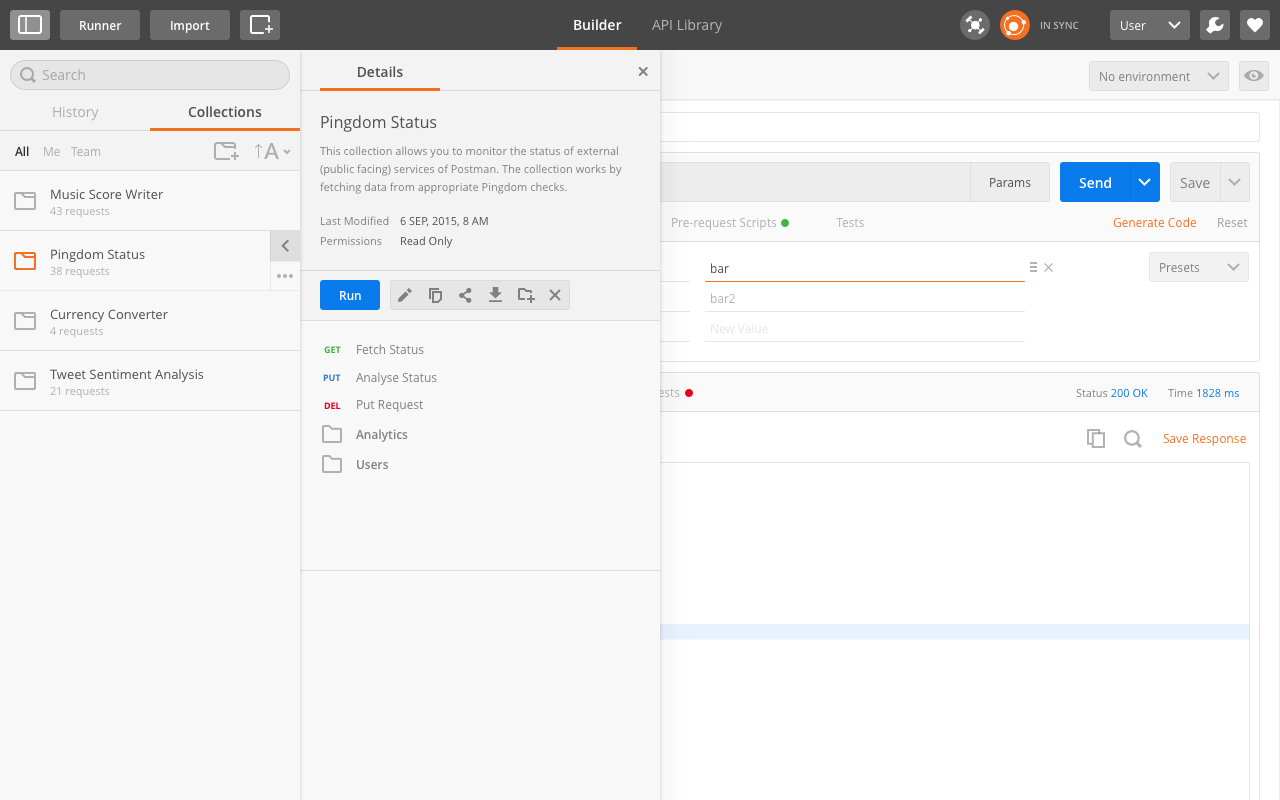 Runner
Import
Builder
API Library
IN SYNC
User
Search
History
Collections
All
Me
Team
A
Music Score Writer
43 requests
Pingdom Status
38 requests
Currency Converter
4 requests
Tweet Sentiment Analysis
21 requests
Details
Pingdom Status
This collection allows you to monitor the status of external
(public facing) services of Postman. The collection works by
fetching data from appropriate Pingdom checks.
Last Modified 6 SEP, 2015, 8 AM
Permissions Read Only
Run
GET Fetch Status
PUT Analyse Status
DEL Put Request
Analytics
Users
No environment
Params
Send
Save
Pre-request Scripts
Tests
Generate Code
Reset
bar
Presets
bar2
New Value
ests
Status 200 OK
Time 1828 ms
Save Response